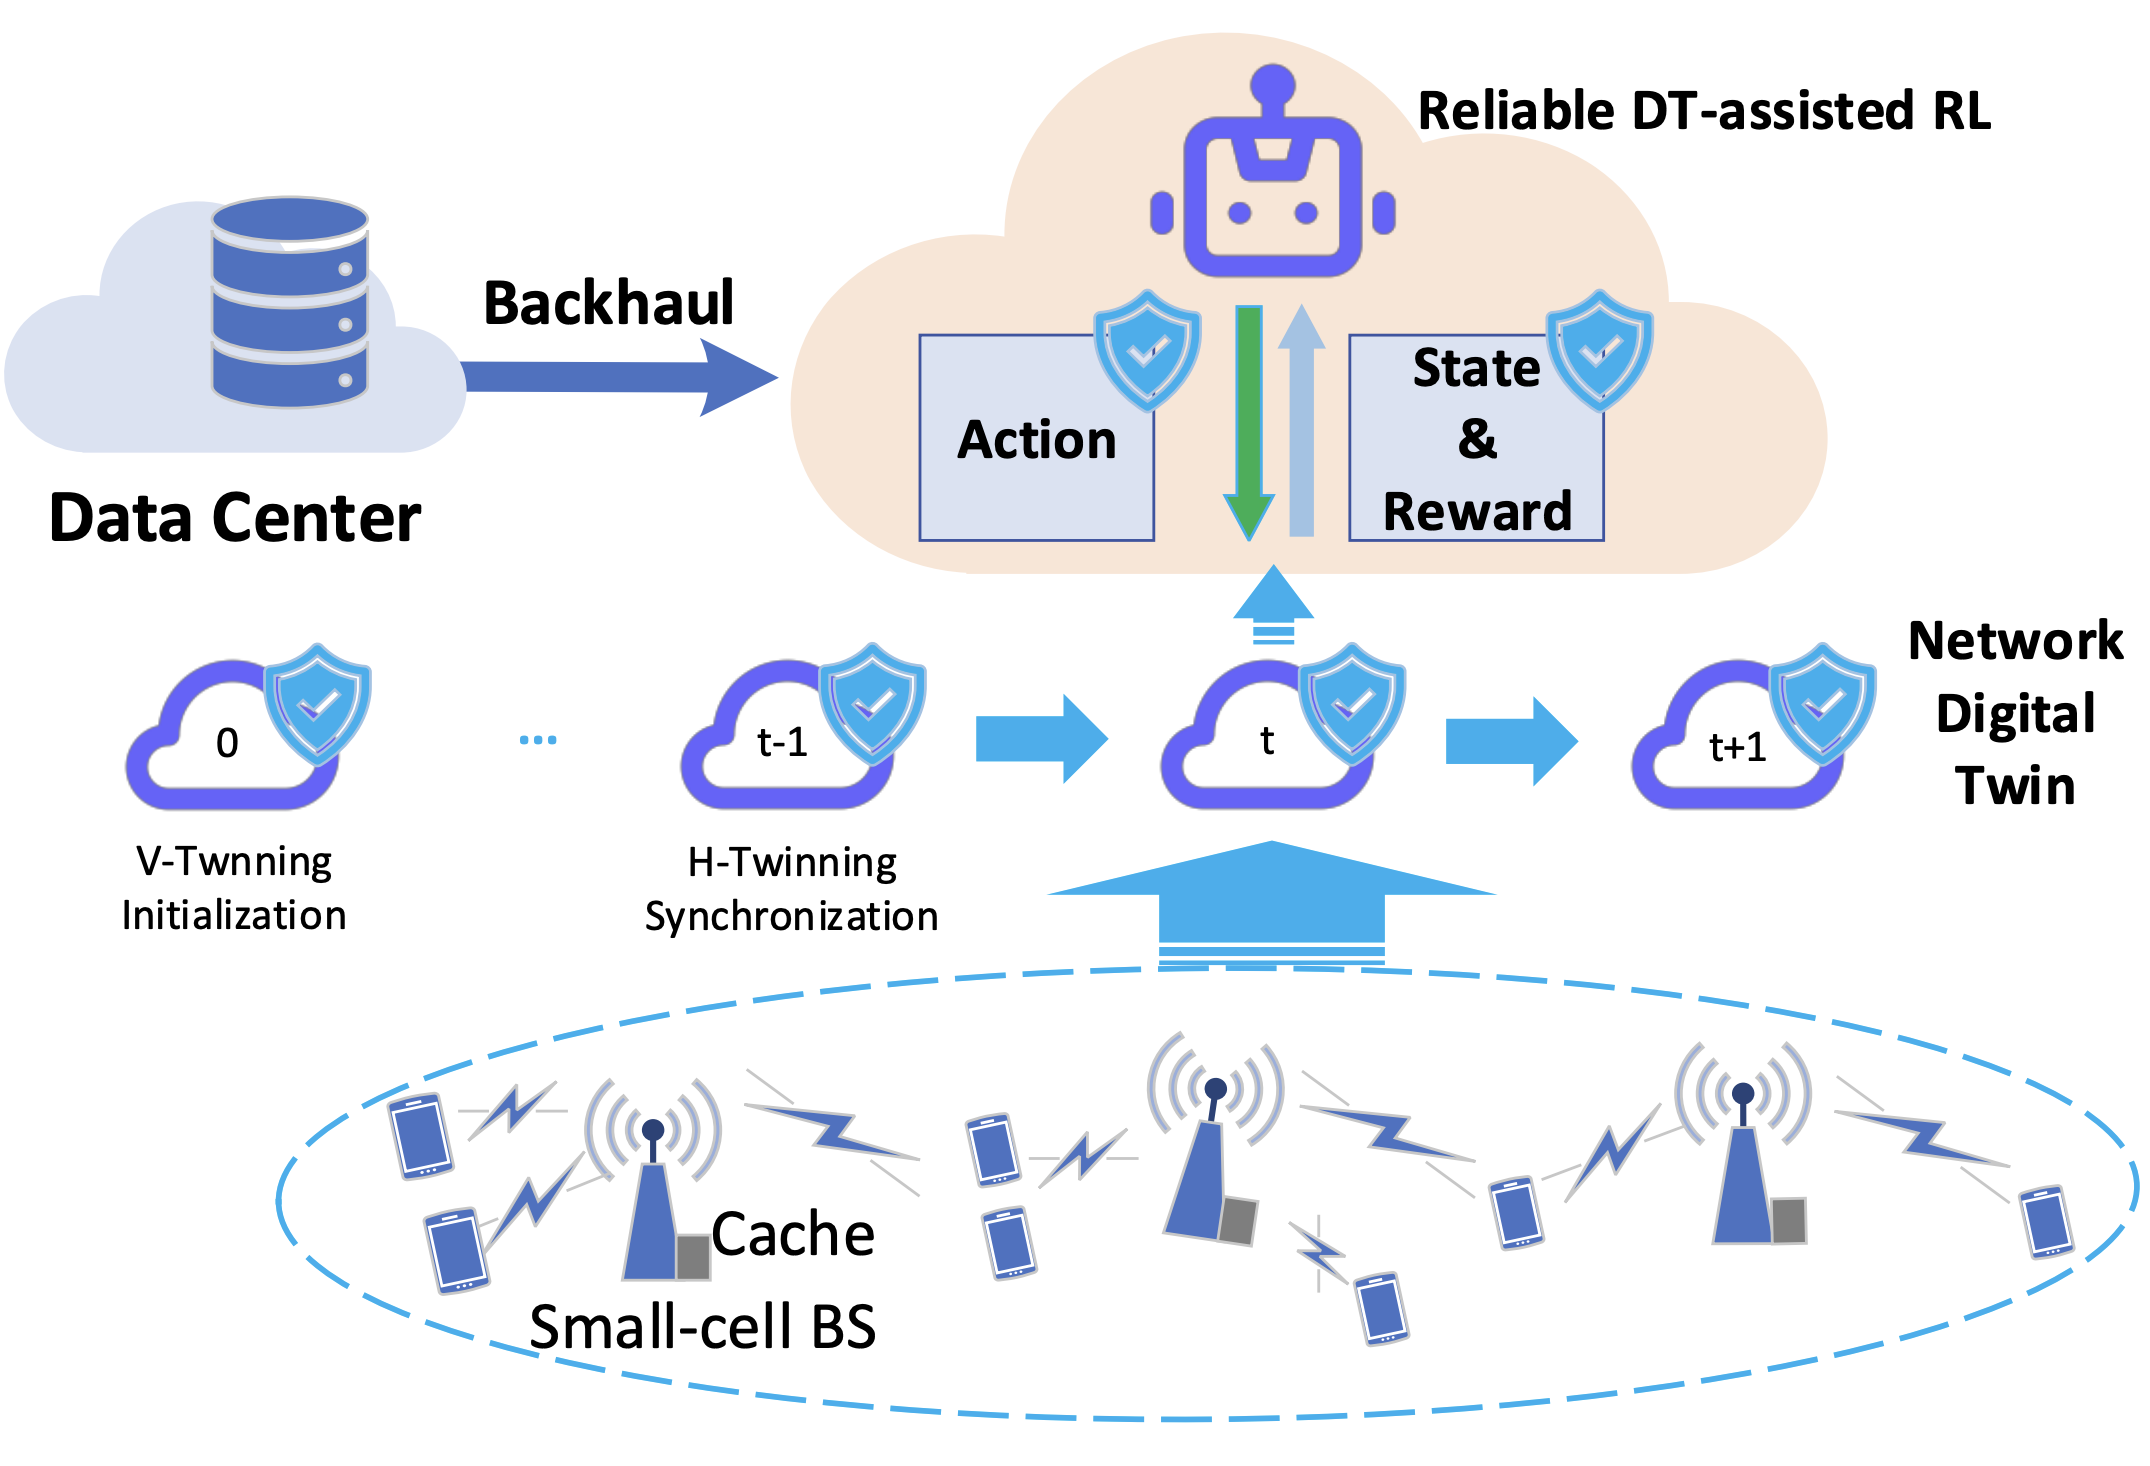 Reliable DT-assisted RL
Backhaul
Data Center
Action
State
&
Reward
0
...
t-1
t
t+1
Network
Digital
Twin
V-Twnning
Initialization
H-Twinning
Synchronization
Cache
Small-cell BS